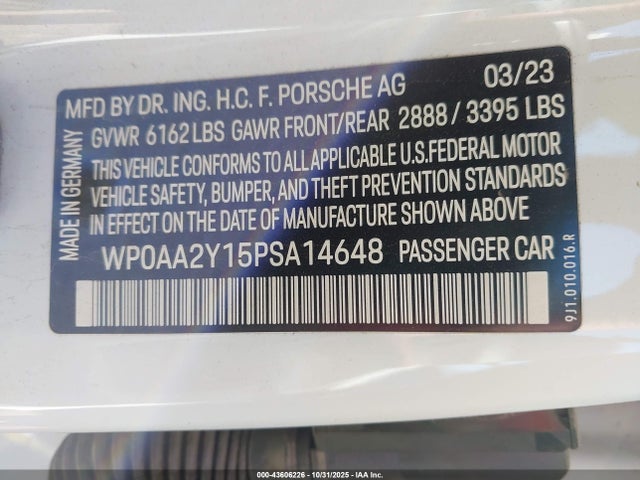 MFD BY DR. ING. H.C. F. PORSCHE AG 03/23
GVWR 6162 LBS GAWR FRONT/REAR 2888 / 3395 LBS
THIS VEHICLE CONFORMS TO ALL APPLICABLE U.S.FEDERAL MOTOR
VEHICLE SAFETY, BUMPER, AND THEFT PREVENTION STANDARDS
IN EFFECT ON THE DATE OF MANUFACTURE SHOWN ABOVE
WP0AA2Y15PSA14648 PASSENGER CAR
MADE IN GERMANY
9J1.010.016.R
000-43606226 - 10/31/2025 - IAA Inc.